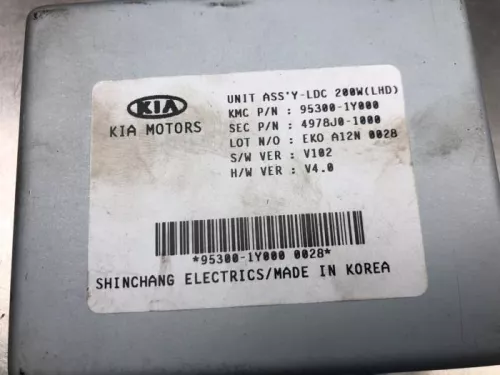 KIA
KIA MOTORS
UNIT ASS'Y-LDC 200W(LHD)
KMC P/N : 95300-1Y000
SEC P/N : 4978J0-1000
LOT N/O : EKO A12N 0028
S/W VER : V102
H/W VER : V4.0
*95300-1Y000 0028*
SHINCHANG ELECTRICS/MADE IN KOREA